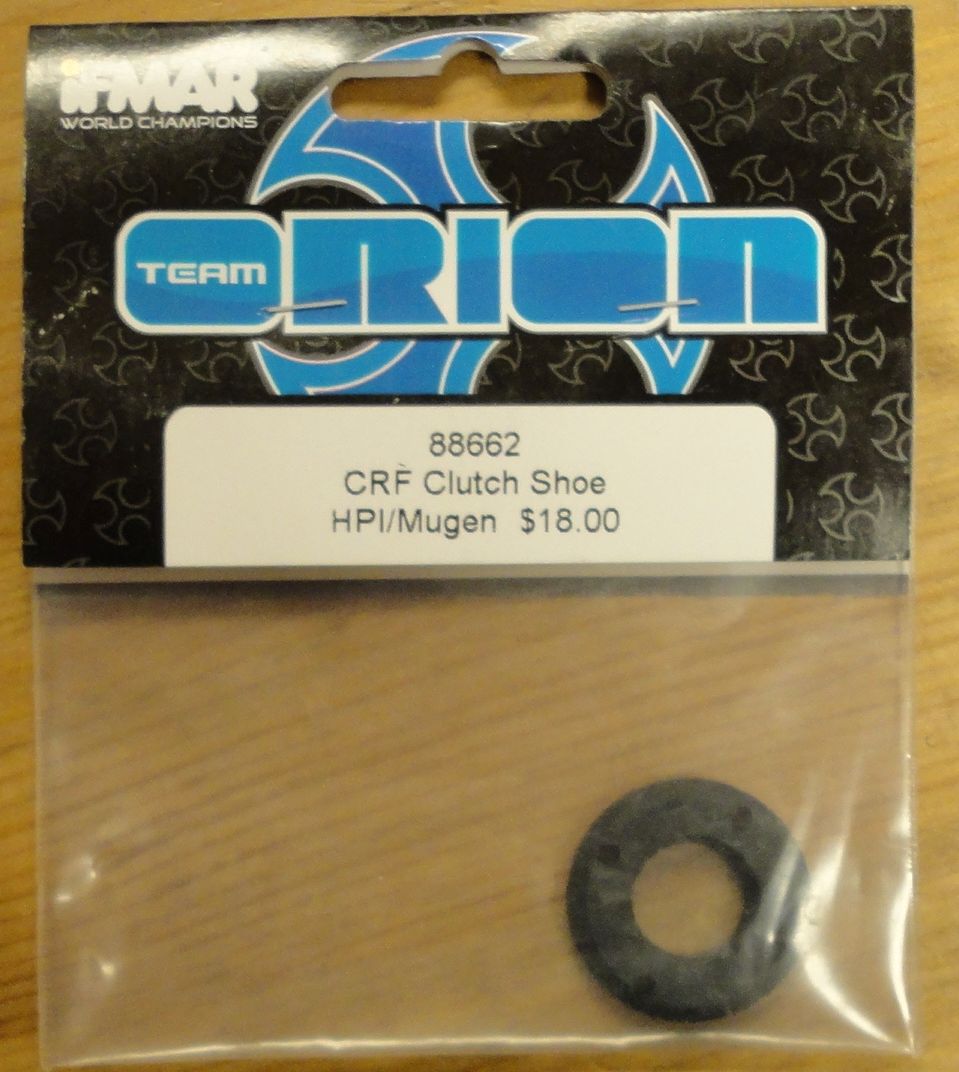 iFMAR
WORLD CHAMPIONS
TEAM ORION
88662
CRF Clutch Shoe
HPI/Mugen $18.00